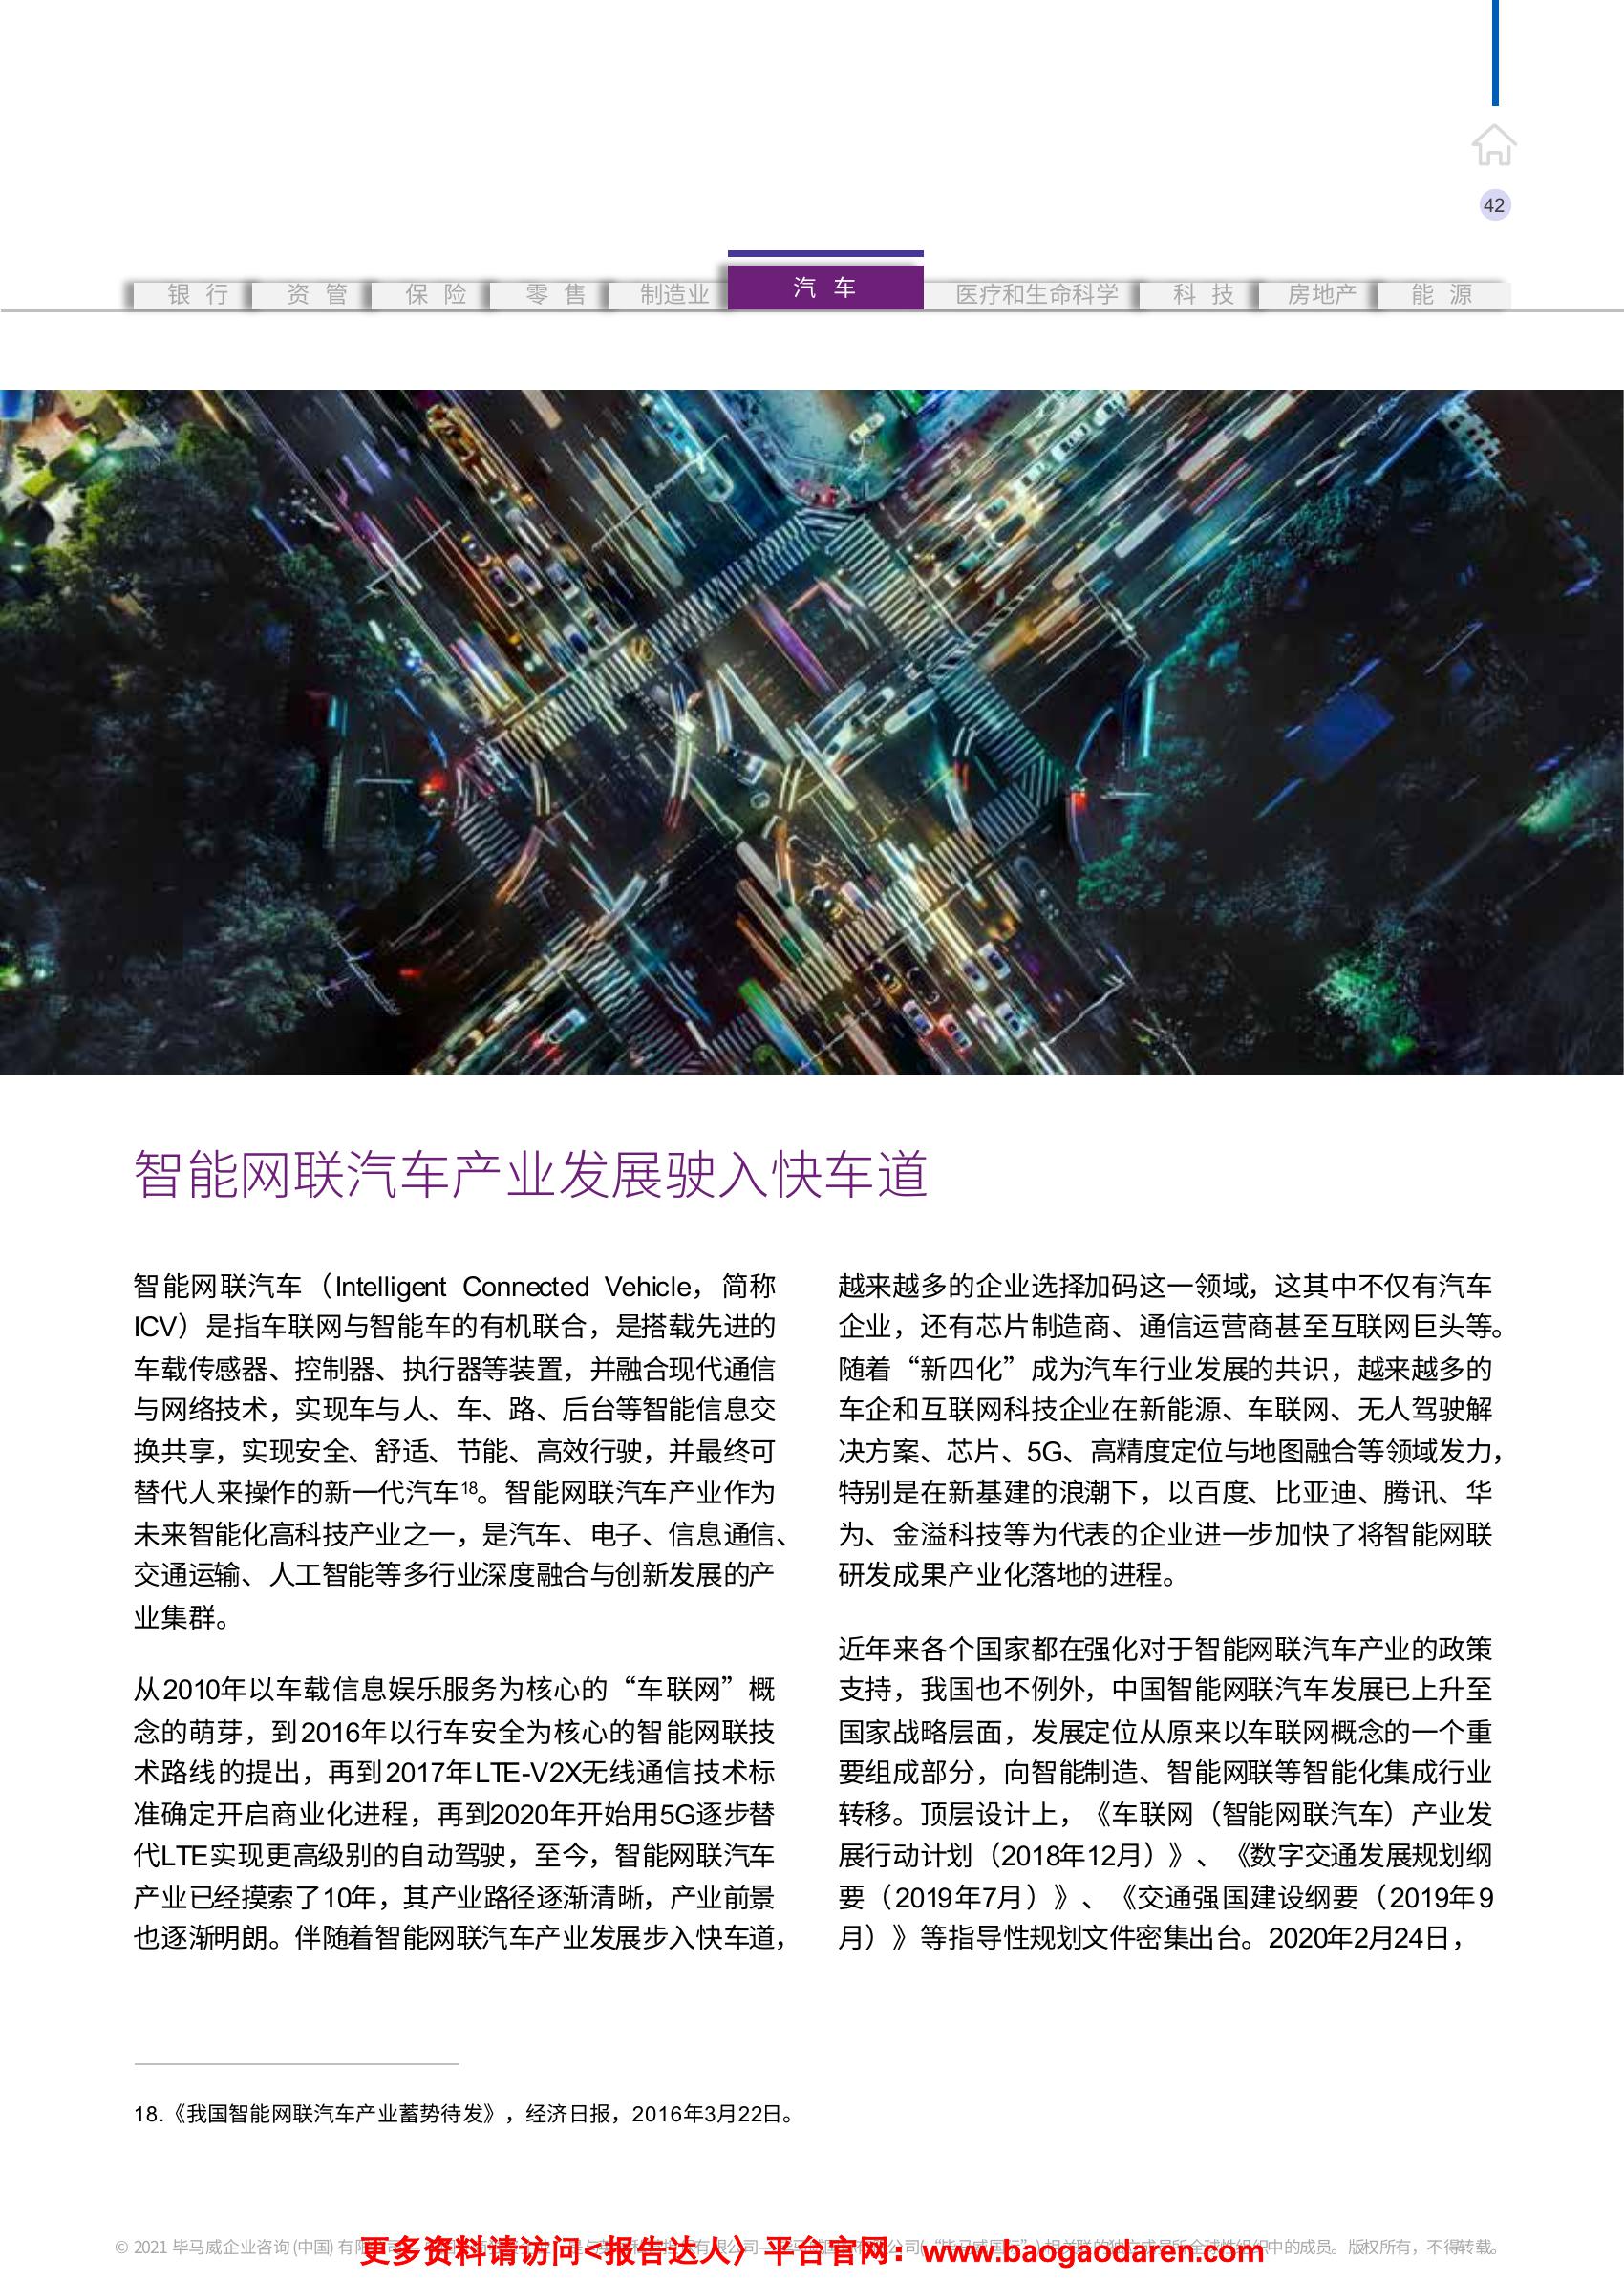 42
银 行 资 管 保 险 零 售 制造业 汽 车 医疗和生命科学 科 技 房地产 能 源
智能网联汽车产业发展驶入快车道
智能网联汽车（Intelligent Connected Vehicle，简称
ICV）是指车联网与智能车的有机联合，是搭载先进的
车载传感器、控制器、执行器等装置，并融合现代通信
与网络技术，实现车与人、车、路、后台等智能信息交
换共享，实现安全、舒适、节能、高效行驶，并最终可
替代人来操作的新一代汽车18。智能网联汽车产业作为
未来智能化高科技产业之一，是汽车、电子、信息通信、
交通运输、人工智能等多行业深度融合与创新发展的产
业集群。
从2010年以车载信息娱乐服务为核心的“车联网”概
念的萌芽，到2016年以行车安全为核心的智能网联技
术路线的提出，再到2017年LTE-V2X无线通信技术标
准确定开启商业化进程，再到2020年开始用5G逐步替
代LTE实现更高级别的自动驾驶，至今，智能网联汽车
产业已经摸索了10年，其产业路径逐渐清晰，产业前景
也逐渐明朗。伴随着智能网联汽车产业发展步入快车道，
越来越多的企业选择加码这一领域，这其中不仅有汽车
企业，还有芯片制造商、通信运营商甚至互联网巨头等。
随着“新四化”成为汽车行业发展的共识，越来越多的
车企和互联网科技企业在新能源、车联网、无人驾驶解
决方案、芯片、5G、高精度定位与地图融合等领域发力，
特别是在新基建的浪潮下，以百度、比亚迪、腾讯、华
为、金溢科技等为代表的企业进一步加快了将智能网联
研发成果产业化落地的进程。
近年来各个国家都在强化对于智能网联汽车产业的政策
支持，我国也不例外，中国智能网联汽车发展已上升至
国家战略层面，发展定位从原来以车联网概念的一个重
要组成部分，向智能制造、智能网联等智能化集成行业
转移。顶层设计上，《车联网（智能网联汽车）产业发
展行动计划（2018年12月）》、《数字交通发展规划纲
要（2019年7月）》、《交通强国建设纲要（2019年9
月）》等指导性规划文件密集出台。2020年2月24日，
18.《我国智能网联汽车产业蓄势待发》，经济日报，2016年3月22日。
© 2021 毕马威企业咨询(中国) 有限 中的成员。版权所有，不得转载。
更多资料请访问<报告达人〉平台官网：www.baogaodaren.com